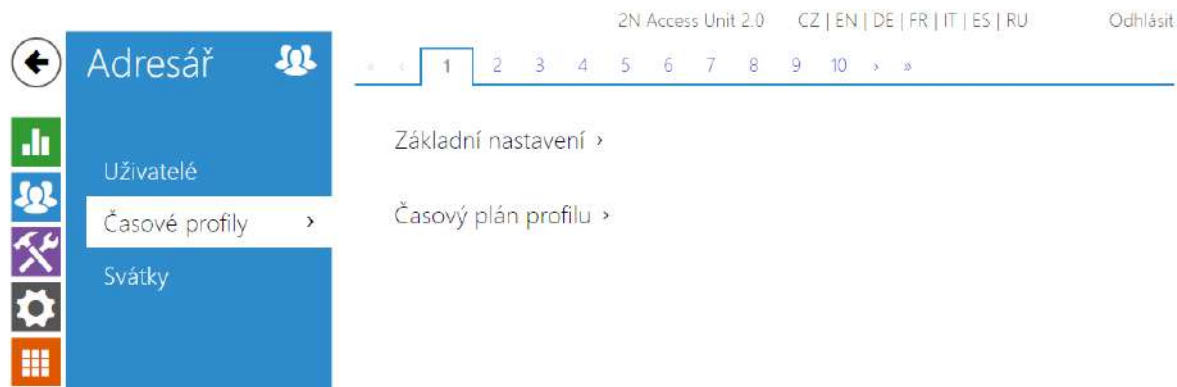 2N Access Unit 2.0 CZ | EN | DE | FR | IT | ES | RU Odhlásit
Adresář
« ‹ 1 2 3 4 5 6 7 8 9 10 › »
Základní nastavení ›
Uživatelé
Časové profily ›
Časový plán profilu ›
Svátky